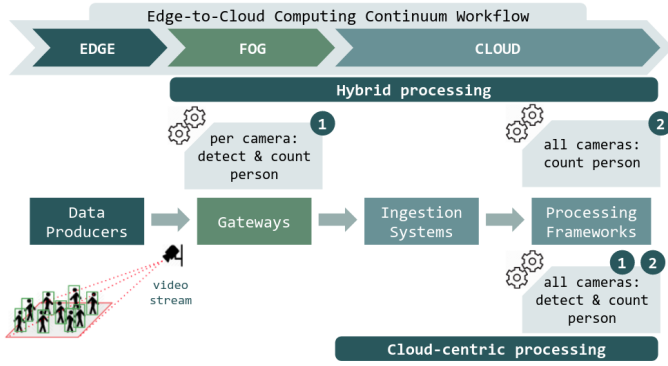 Edge-to-Cloud Computing Continuum Workflow
EDGE
FOG
CLOUD
Hybrid processing
1
2
per camera:
detect & count
person
all cameras:
count person
Data
Producers
Gateways
Ingestion
Systems
Processing
Frameworks
video
stream
1
2
all cameras:
detect & count
person
Cloud-centric processing